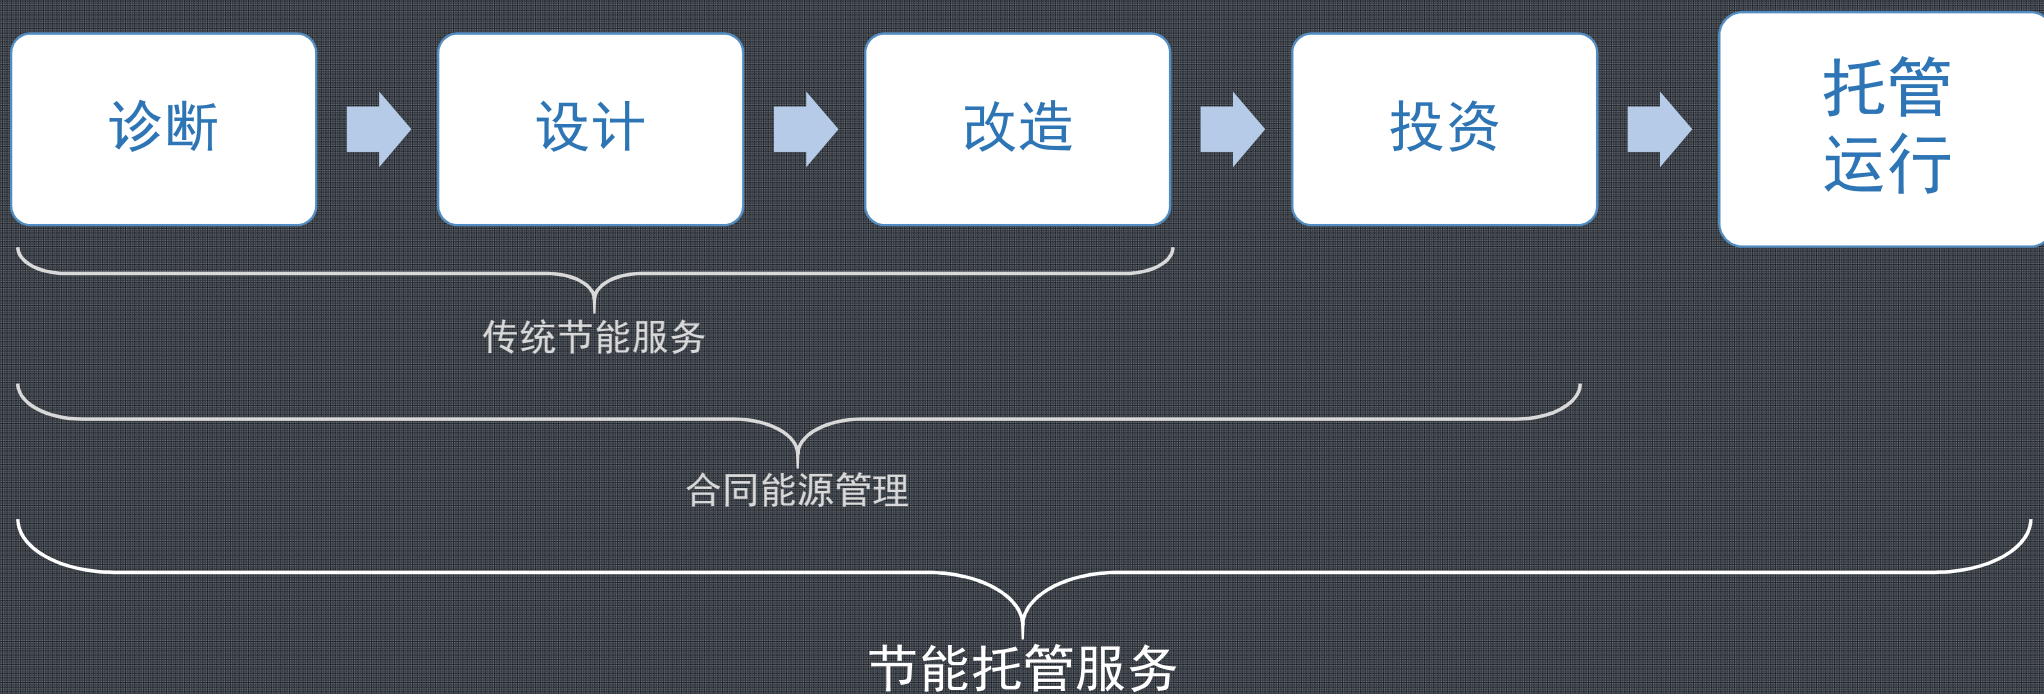 诊断
设计
改造
投资
托管
运行
传统节能服务
合同能源管理
节能托管服务